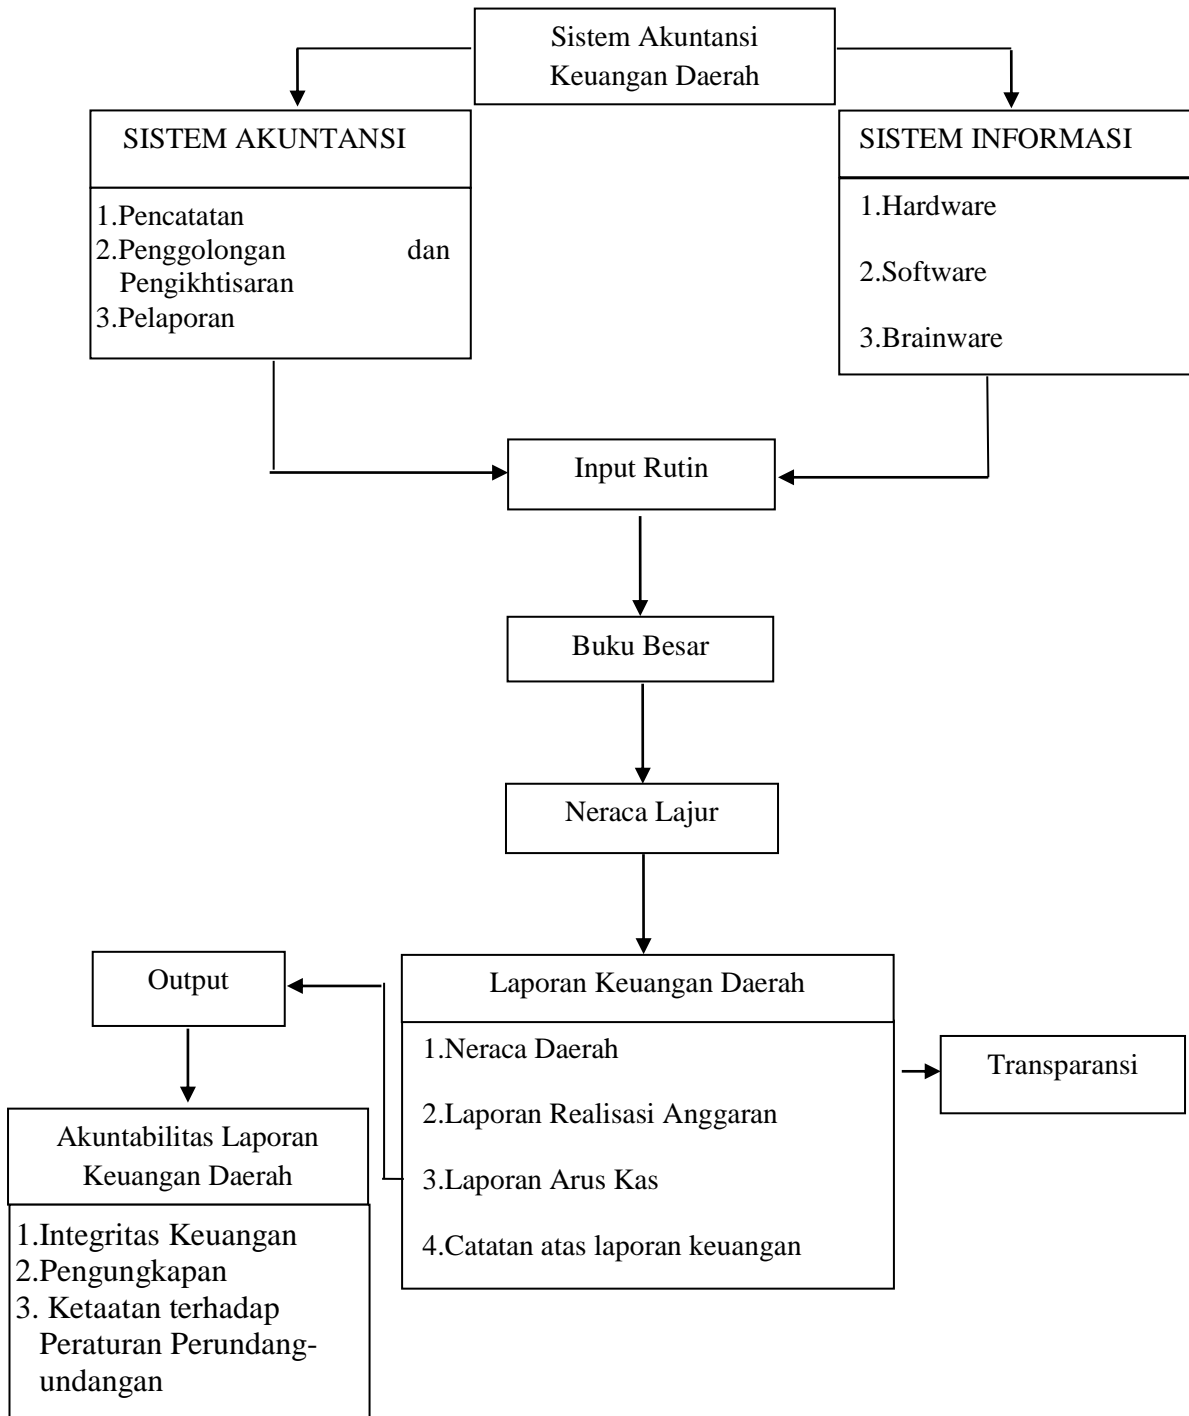 Sistem Akuntansi
Keuangan Daerah
SISTEM AKUNTANSI
1.Pencatatan
2.Penggolongan dan
Pengikhtisaran
3.Pelaporan
SISTEM INFORMASI
1.Hardware
2.Software
3.Brainware
Input Rutin
Buku Besar
Neraca Lajur
Laporan Keuangan Daerah
1.Neraca Daerah
2.Laporan Realisasi Anggaran
3.Laporan Arus Kas
4.Catatan atas laporan keuangan
Transparansi
Output
Akuntabilitas Laporan
Keuangan Daerah
1.Integritas Keuangan
2.Pengungkapan
3. Ketaatan terhadap
Peraturan Perundang-
undangan